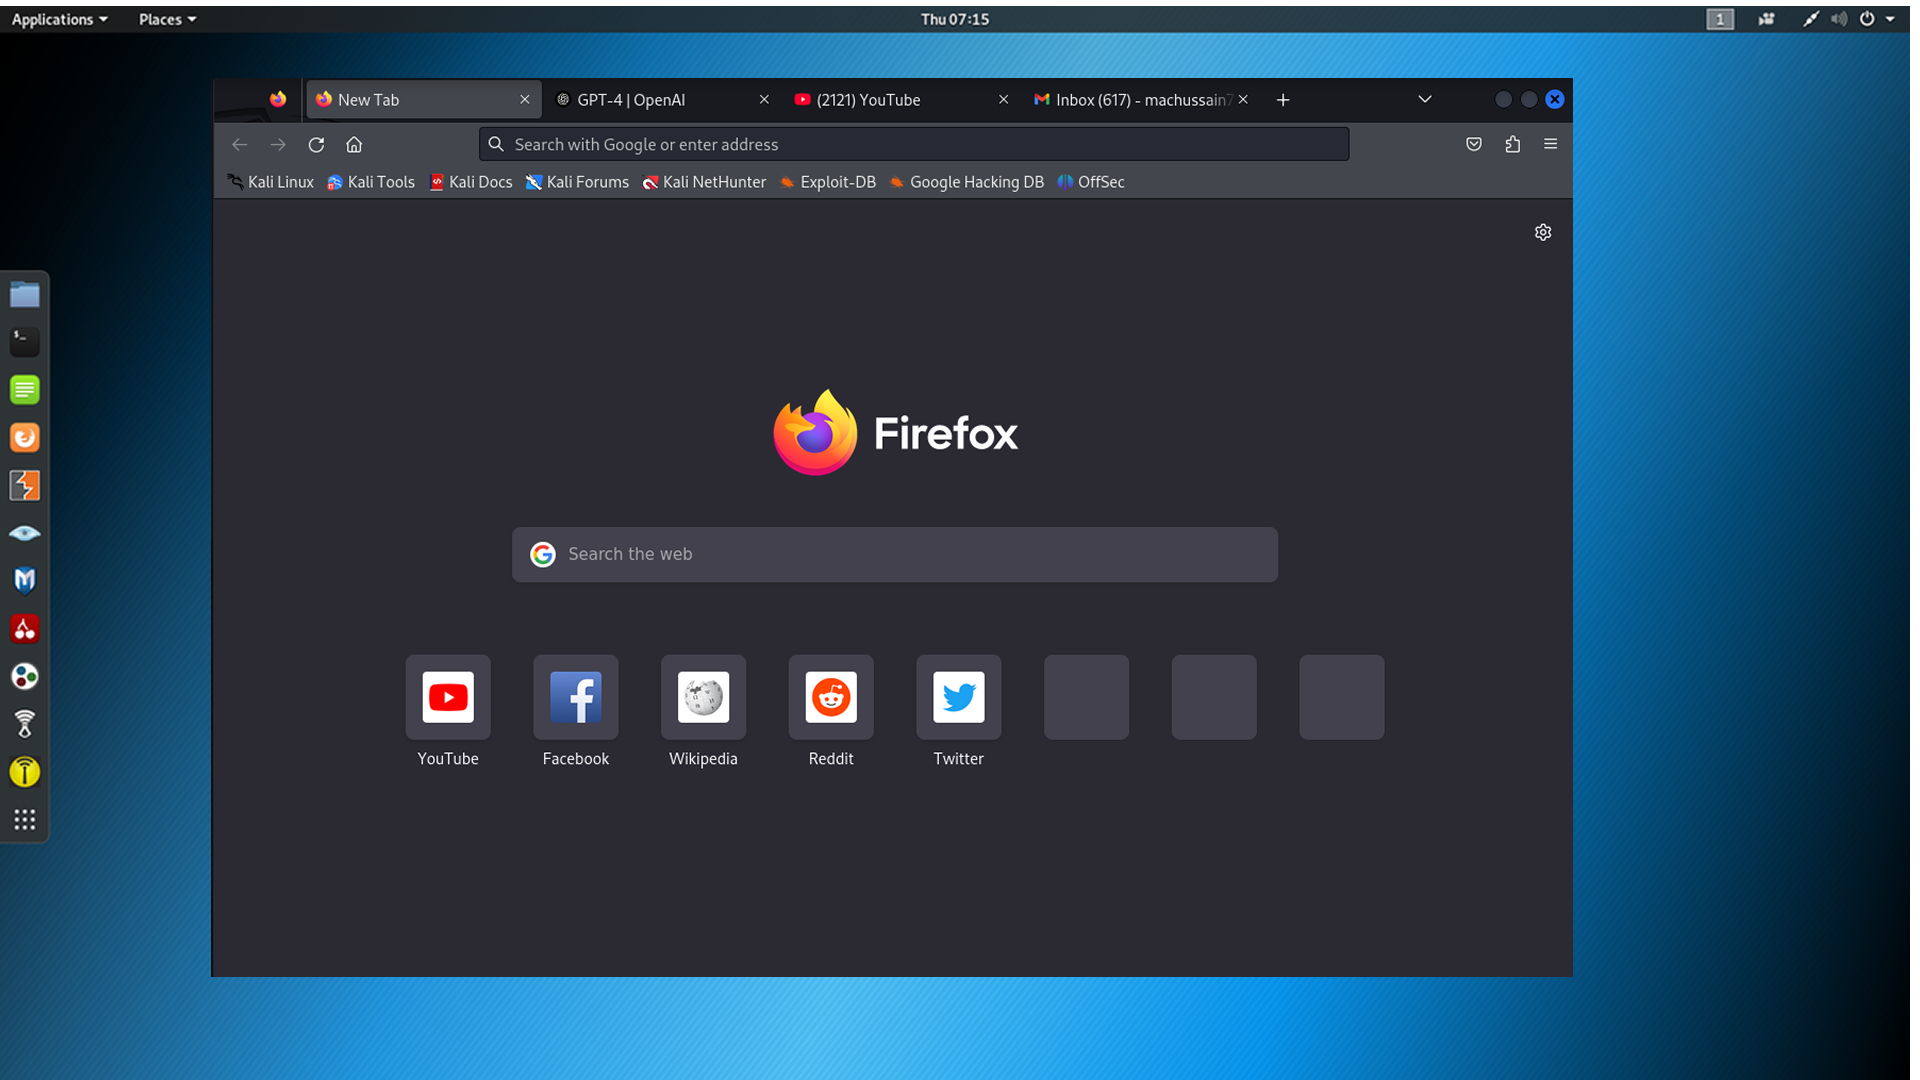 Applications Places Thu 07:15 1
New Tab GPT-4 | OpenAI (2121) YouTube Inbox (617) - machussain7
Search with Google or enter address
Kali Linux Kali Tools Kali Docs Kali Forums Kali NetHunter Exploit-DB Google Hacking DB OffSec
$_
Firefox
Search the web
YouTube Facebook Wikipedia Reddit Twitter